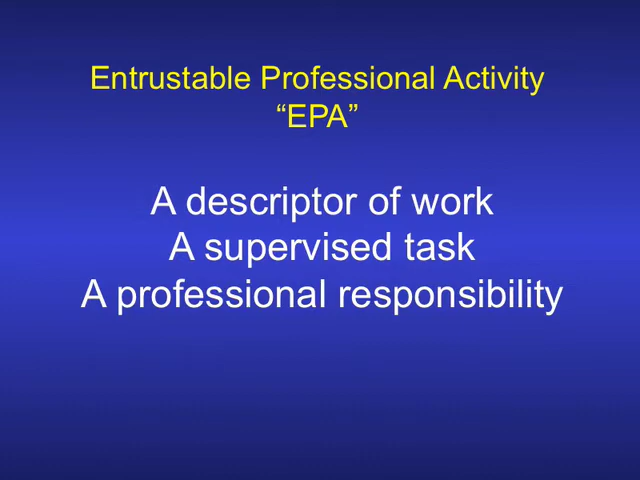 Entrustable Professional Activity
“EPA”
A descriptor of work
A supervised task
A professional responsibility